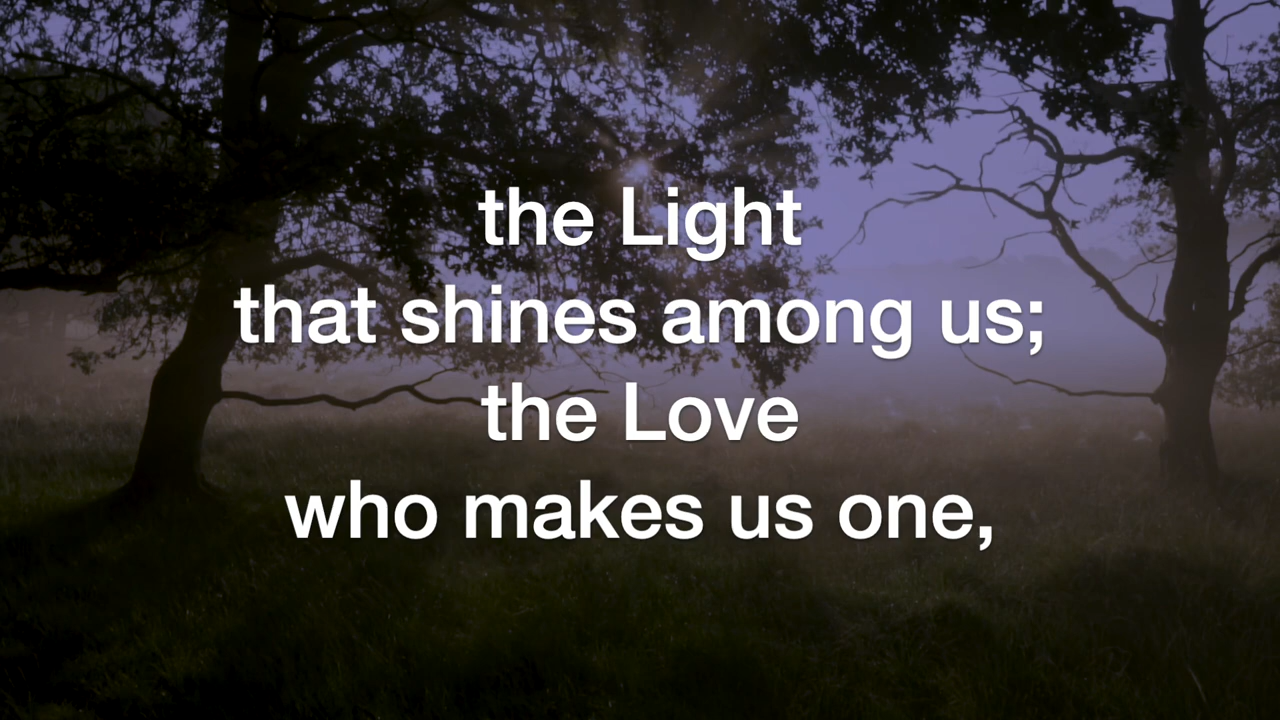 the Light
that shines among us;
the Love
who makes us one,